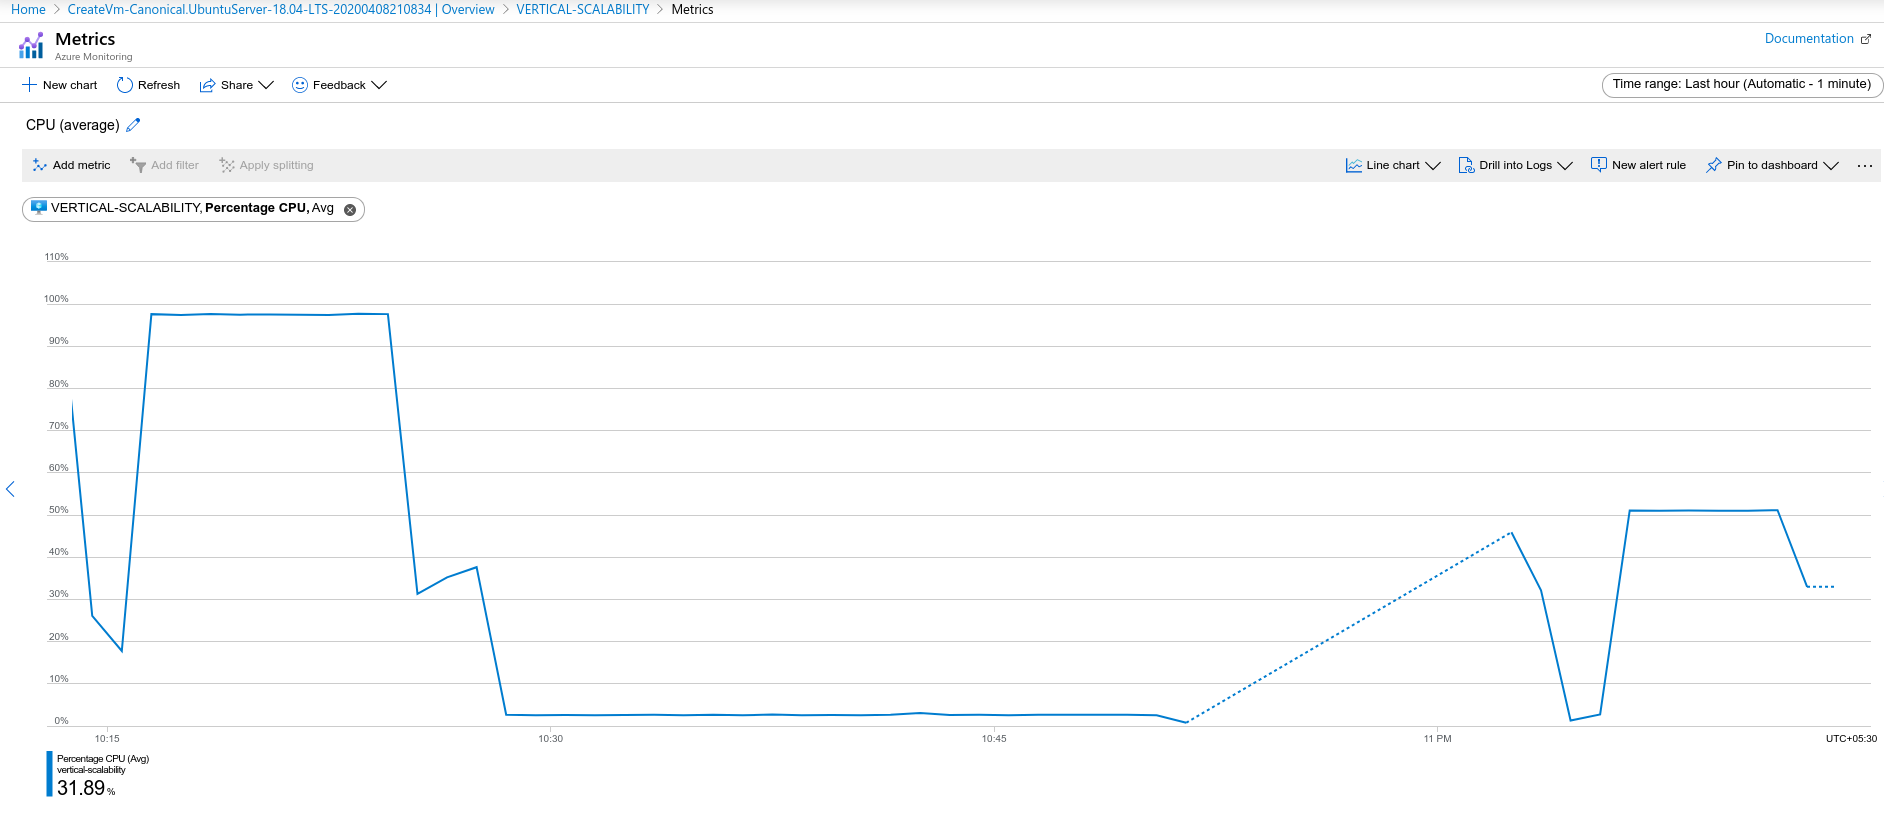 Home > CreateVm-Canonical.UbuntuServer-18.04-LTS-20200408210834 | Overview > VERTICAL-SCALABILITY > Metrics
Metrics
Azure Monitoring
Documentation
New chart Refresh Share Feedback
Time range: Last hour (Automatic - 1 minute)
CPU (average)
Add metric Add filter Apply splitting Line chart Drill into Logs New alert rule Pin to dashboard ...
VERTICAL-SCALABILITY, Percentage CPU, Avg
110%
100%
90%
80%
70%
60%
50%
40%
30%
20%
10%
0%
10:15 10:30 10:45 11 PM UTC+05:30
Percentage CPU (Avg)
vertical-scalability
31.89 %